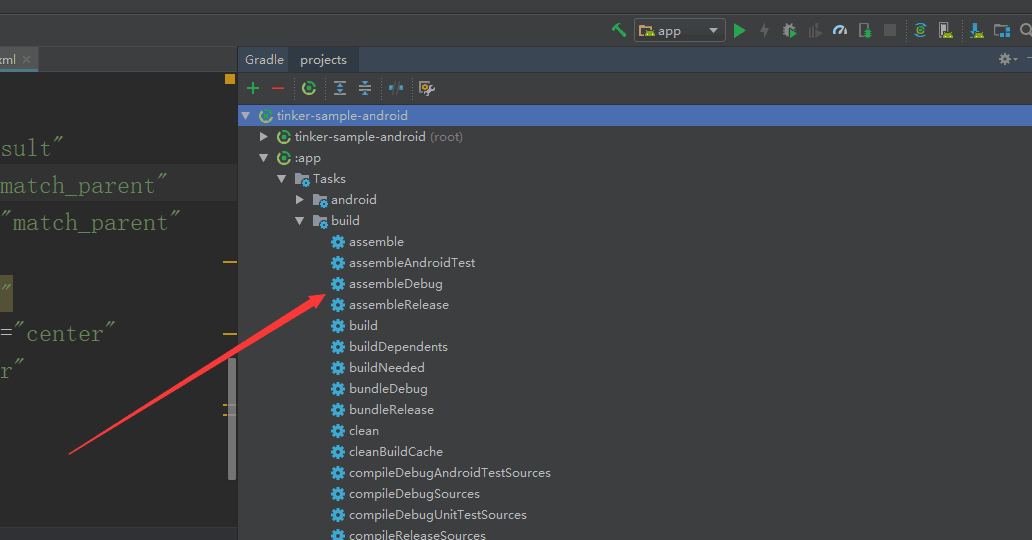 app
xml
Gradle projects
tinker-sample-android
tinker-sample-android (root)
:app
sult"
Tasks
match_parent"
android
"match_parent"
build
assemble
assembleAndroidTest
assembleDebug
"
assembleRelease
="center"
build
buildDependents
r"
buildNeeded
bundleDebug
bundleRelease
clean
cleanBuildCache
compileDebugAndroidTestSources
compileDebugSources
compileDebugUnitTestSources
compileReleaseSources